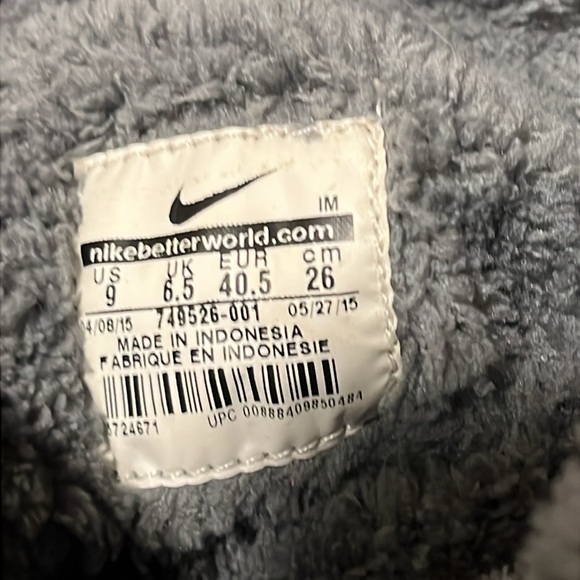 IM
nikebetterworld.com
US UK EUR cm
9 6.5 40.5 26
04/08/15 749526-001 05/27/15
MADE IN INDONESIA
FABRIQUE EN INDONESIE
UPC 00888409850484